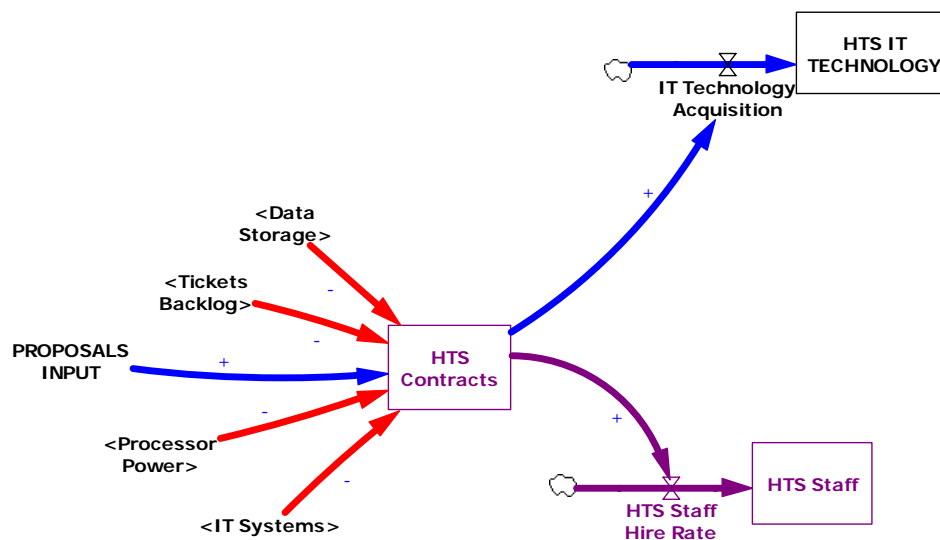 HTS IT
TECHNOLOGY
IT Technology
Acquisition
+
<Data
Storage>
-
<Tickets
Backlog>
-
PROPOSALS
INPUT
+
HTS
Contracts
-
<Processor
Power>
+
-
<IT Systems>
HTS Staff
Hire Rate
HTS Staff